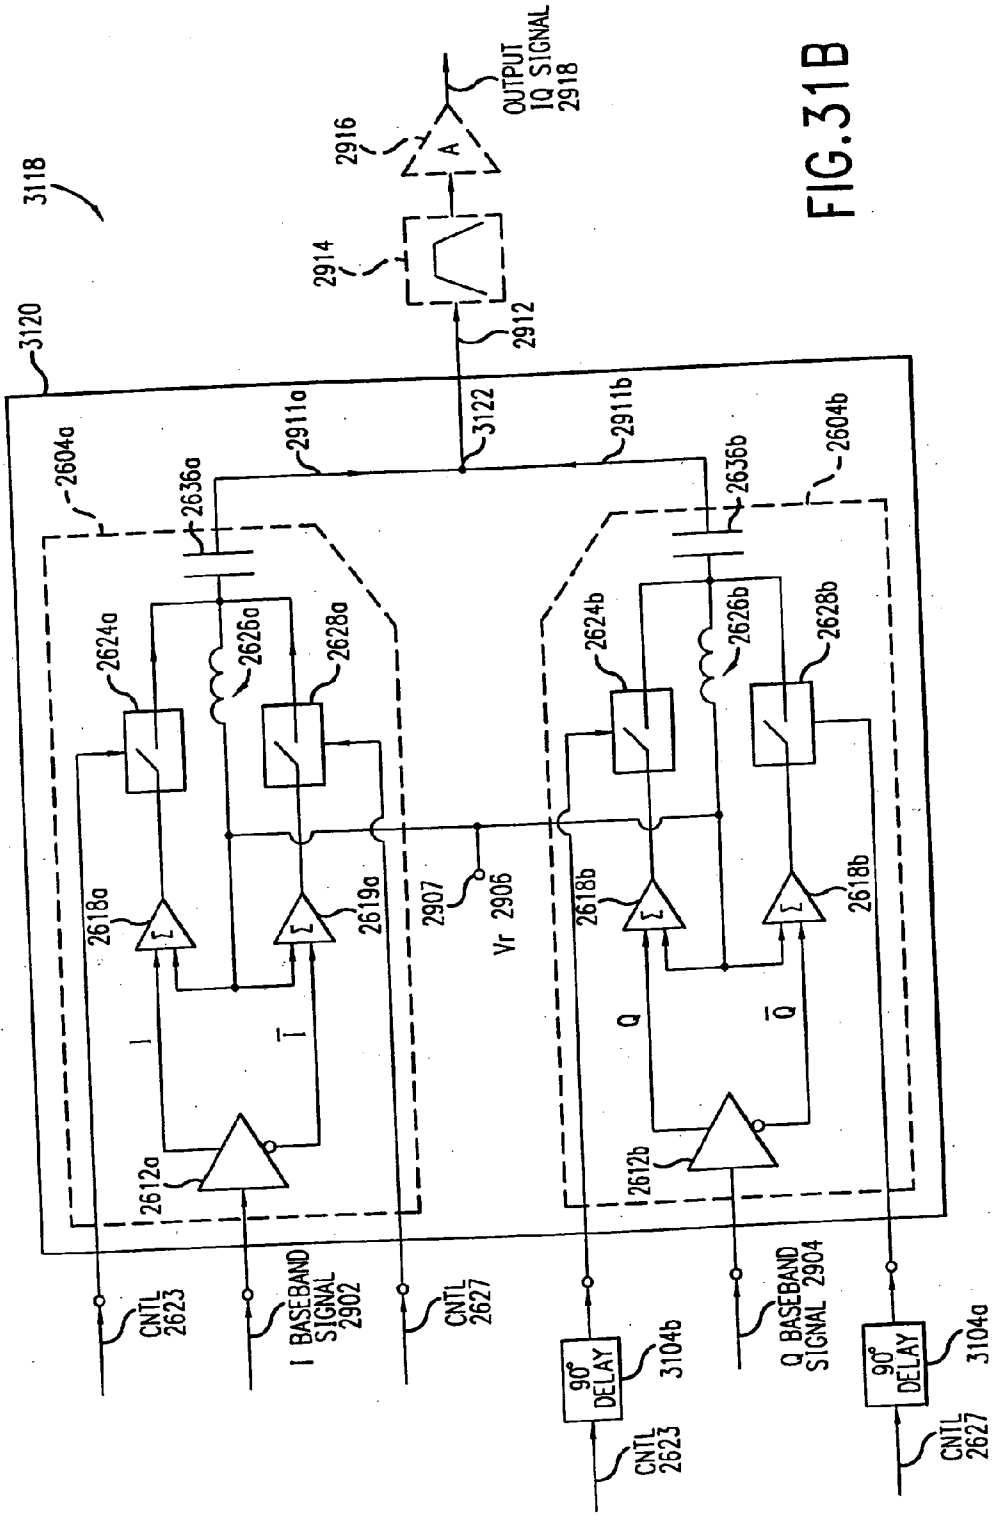 3118
3120
2604a
2624a
2636a
2911a
2618a
Σ
2626a
I
I̅
2612a
Σ
2628a
2619a
CNTL
2623
I BASEBAND
SIGNAL
2902
CNTL
2627
2907
Vr 2906
3122
2912
2914
2916
A
OUTPUT
IQ SIGNAL
2918
2911b
2636b
2604b
2624b
2618b
Σ
2626b
Q
Q̅
2612b
Σ
2628b
2618b
90°
DELAY
3104b
CNTL
2623
Q BASEBAND
SIGNAL 2904
90°
DELAY
3104a
CNTL
2627
FIG.31B